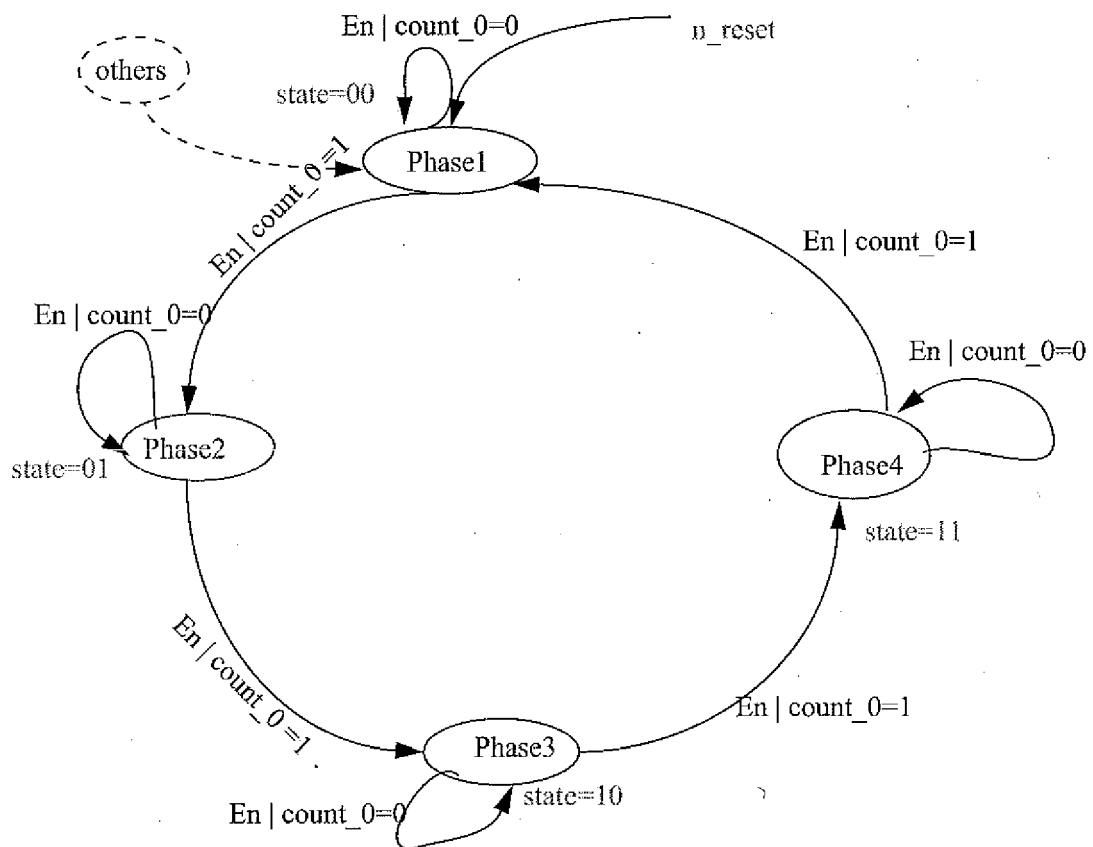 En | count_0=0
n_reset
others
state=00
Phase1
En | count_0=1
En | count_0=1
En | count_0=0
En | count_0=0
Phase2
state=01
Phase4
state=11
En | count_0=1
En | count_0=1
Phase3
state=10
En | count_0=0